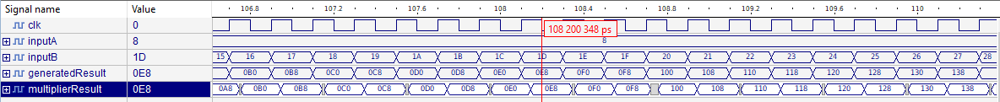 Signal name Value 106.8 107.2 107.6 108 108.4 108.8 109.2 109.6 110
clk 0 108 200 348 ps
inputA 8 8
inputB 1D 15 16 17 18 19 1A 1B 1C 1D 1E 1F 20 21 22 23 24 25 26 27 28
generatedResult 0E8 0B0 0B8 0C0 0C8 0D0 0D8 0E0 0E8 0F0 0F8 100 108 110 118 120 128 130 138
multiplierResult 0E8 0A8 0B0 0B8 0C0 0C8 0D0 0D8 0E0 0E8 0F0 0F8 100 108 110 118 120 128 130 138